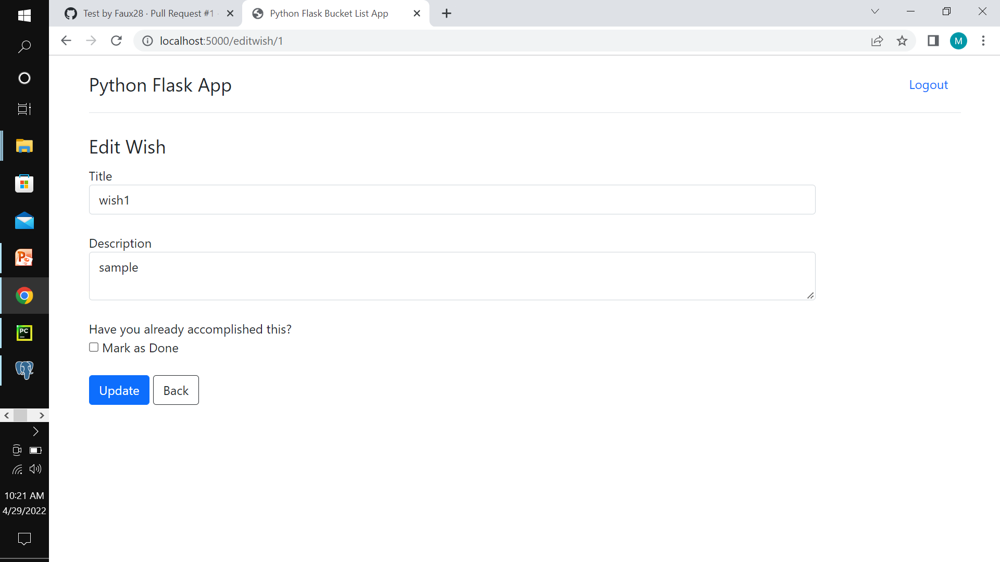 Test by Faux28 · Pull Request #1 ·
Python Flask Bucket List App
localhost:5000/editwish/1
M
Python Flask App
Logout
Edit Wish
Title
wish1
Description
sample
Have you already accomplished this?
Mark as Done
Update
Back
P
PC
10:21 AM
4/29/2022